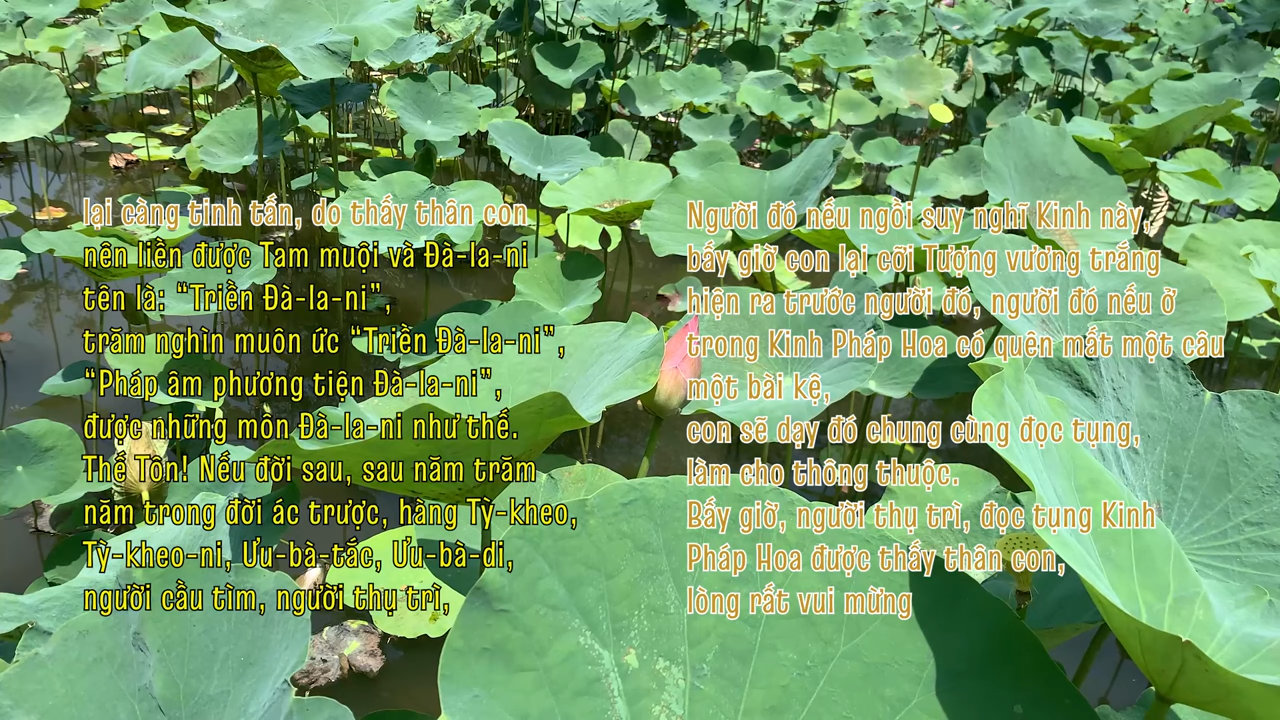 lại càng tinh tấn, do thấy thân con
nên liền được Tam muội và Đà-la-ni
tên là: “Triền Đà-la-ni”,
trăm nghìn muôn ức “Triền Đà-la-ni”,
“Pháp âm phương tiện Đà-la-ni”,
được những môn Đà-la-ni như thế.
Thế Tôn! Nếu đời sau, sau năm trăm
năm trong đời ác trược, hàng Tỳ-kheo,
Tỳ-kheo-ni, Ưu-bà-tắc, Ưu-bà-di,
người cầu tìm, người thụ trì,
Người đó nếu ngồi suy nghĩ Kinh này,
bấy giờ con lại cỡi Tượng vương trắng
hiện ra trước người đó, người đó nếu ở
trong Kinh Pháp Hoa có quên mất một câu
một bài kệ,
con sẽ dạy đó chung cùng đọc tụng,
làm cho thông thuộc.
Bấy giờ, người thụ trì, đọc tụng Kinh
Pháp Hoa được thấy thân con,
lòng rất vui mừng